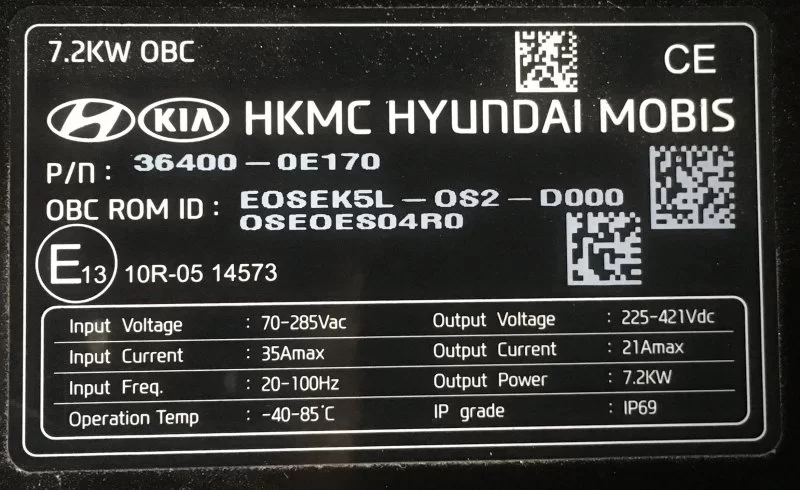 7.2KW OBC
CE
KIA HKMC HYUNDAI MOBIS
P/N : 36400-0E170
OBC ROM ID : EOSEK5L-OS2-D000
OSEOES04R0
E13 10R-05 14573
Input Voltage : 70-285Vac Output Voltage : 225-421Vdc
Input Current : 35Amax Output Current : 21Amax
Input Freq. : 20-100Hz Output Power : 7.2KW
Operation Temp : -40-85°C IP grade : IP69